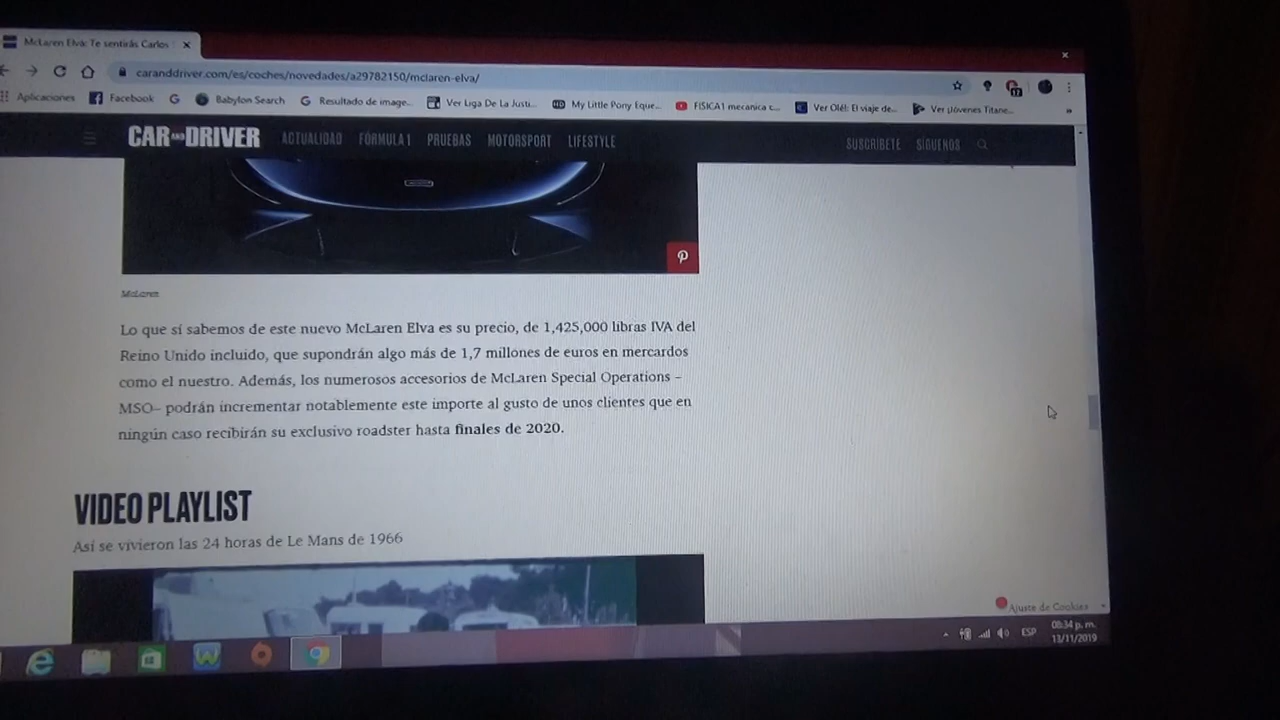 McLaren Elva: Te sentirás Carlos
caranddriver.com/es/coches/novedades/a29782150/mclaren-elva/
Aplicaciones Facebook Babylon Search Resultado de image... Ver Liga De La Justi... My Little Pony Eque... FISICA1 mecanica c... Ver Olé!: El viaje de... Ver ¡Jóvenes Titane... »
CAR AND DRIVER ACTUALIDAD FÓRMULA 1 PRUEBAS MOTORSPORT LIFESTYLE SUSCRÍBETE SÍGUENOS
McLaren
Lo que sí sabemos de este nuevo McLaren Elva es su precio, de 1,425,000 libras IVA del
Reino Unido incluido, que supondrán algo más de 1,7 millones de euros en mercardos
como el nuestro. Además, los numerosos accesorios de McLaren Special Operations –
MSO– podrán incrementar notablemente este importe al gusto de unos clientes que en
ningún caso recibirán su exclusivo roadster hasta finales de 2020.
VIDEO PLAYLIST
Así se vivieron las 24 horas de Le Mans de 1966
Ajuste de Cookies
ESP
08:34 p. m.
13/11/2019